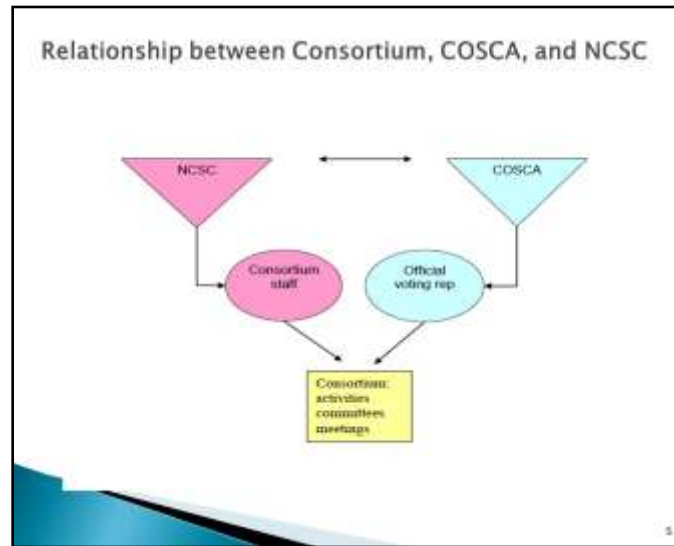 Relationship between Consortium, COSCA, and NCSC
NCSC
COSCA
Consortium
staff
Official
voting rep
Consortium:
activities
committees
meetings
5